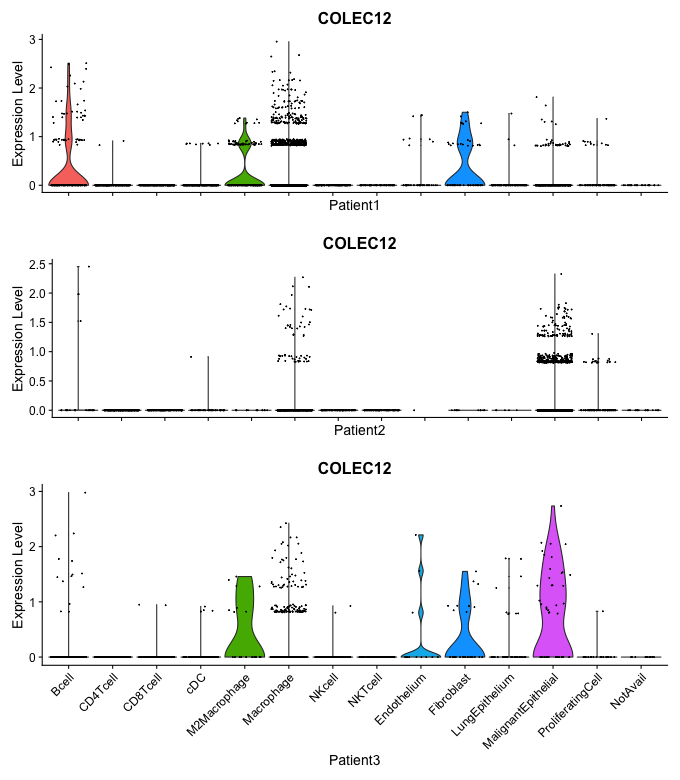 COLEC12
Expression Level
3
2
1
0
Patient1
COLEC12
Expression Level
2.5
2.0
1.5
1.0
0.5
0.0
Patient2
COLEC12
Expression Level
3
2
1
0
Bcell
CD4Tcell
CD8Tcell
cDC
M2Macrophage
Macrophage
NKcell
NKTcell
Endothelium
Fibroblast
LungEpithelium
MalignantEpithelial
ProliferatingCell
NotAvail
Patient3